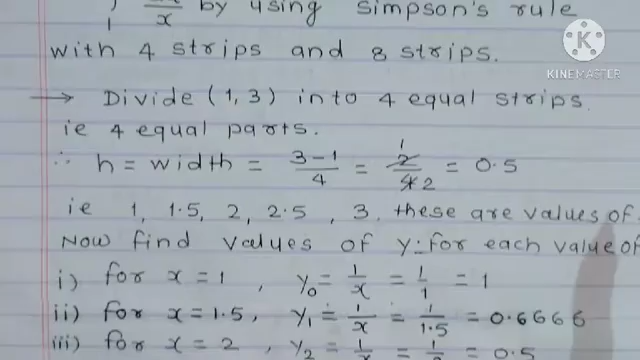 1 x by using Simpson's rule
with 4 strips and 8 strips.
KINEMASTER
→ Divide (1, 3) into 4 equal strips.
ie 4 equal parts.
∴ h = width = 3-1/4 = 2/4 1/2 = 0.5
ie 1, 1.5, 2, 2.5, 3, these are values of
Now find values of y for each value of
i) for x = 1, y₀ = 1/x = 1/1 = 1
ii) for x = 1.5, y₁ = 1/x = 1/1.5 = 0.6666
iii) for x = 2, y₂ = 1/x = 1/2 = 0.5